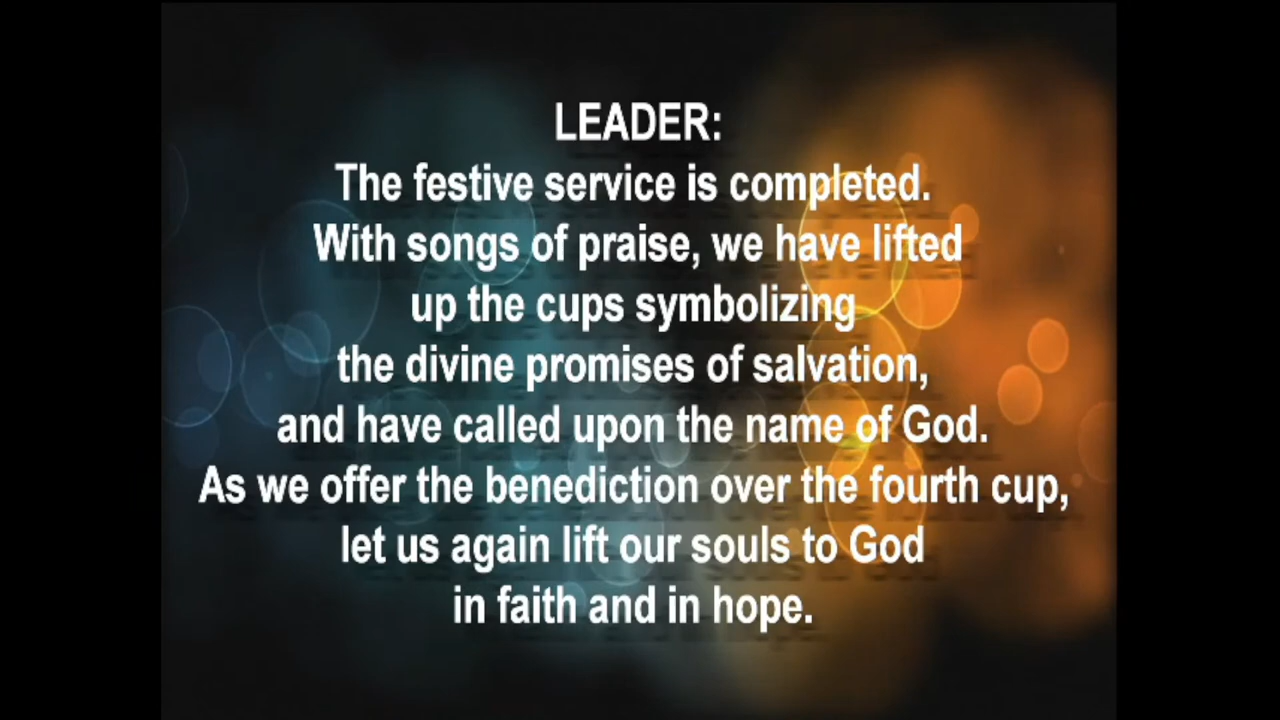 LEADER:
The festive service is completed.
With songs of praise, we have lifted
up the cups symbolizing
the divine promises of salvation,
and have called upon the name of God.
As we offer the benediction over the fourth cup,
let us again lift our souls to God
in faith and in hope.